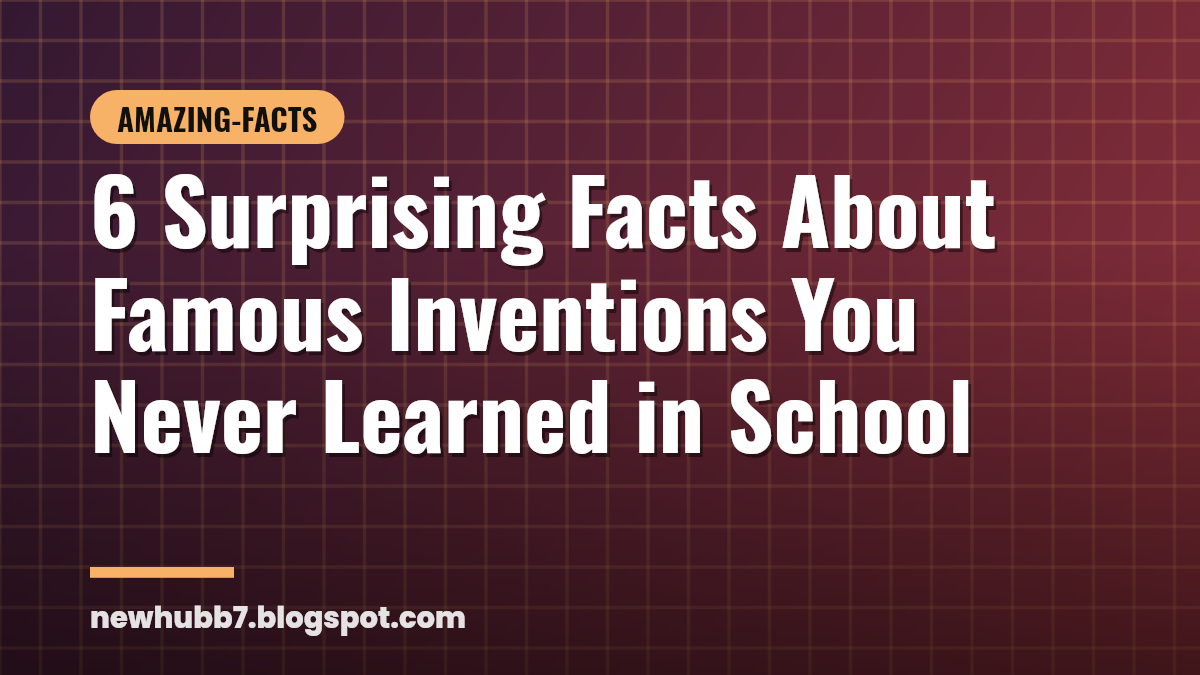 AMAZING-FACTS
6 Surprising Facts About
Famous Inventions You
Never Learned in School
newhubb7.blogspot.com